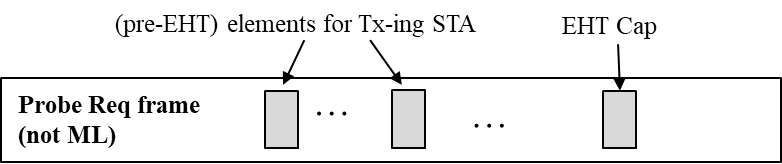 (pre-EHT) elements for Tx-ing STA
EHT Cap
Probe Req frame
(not ML)
...
...